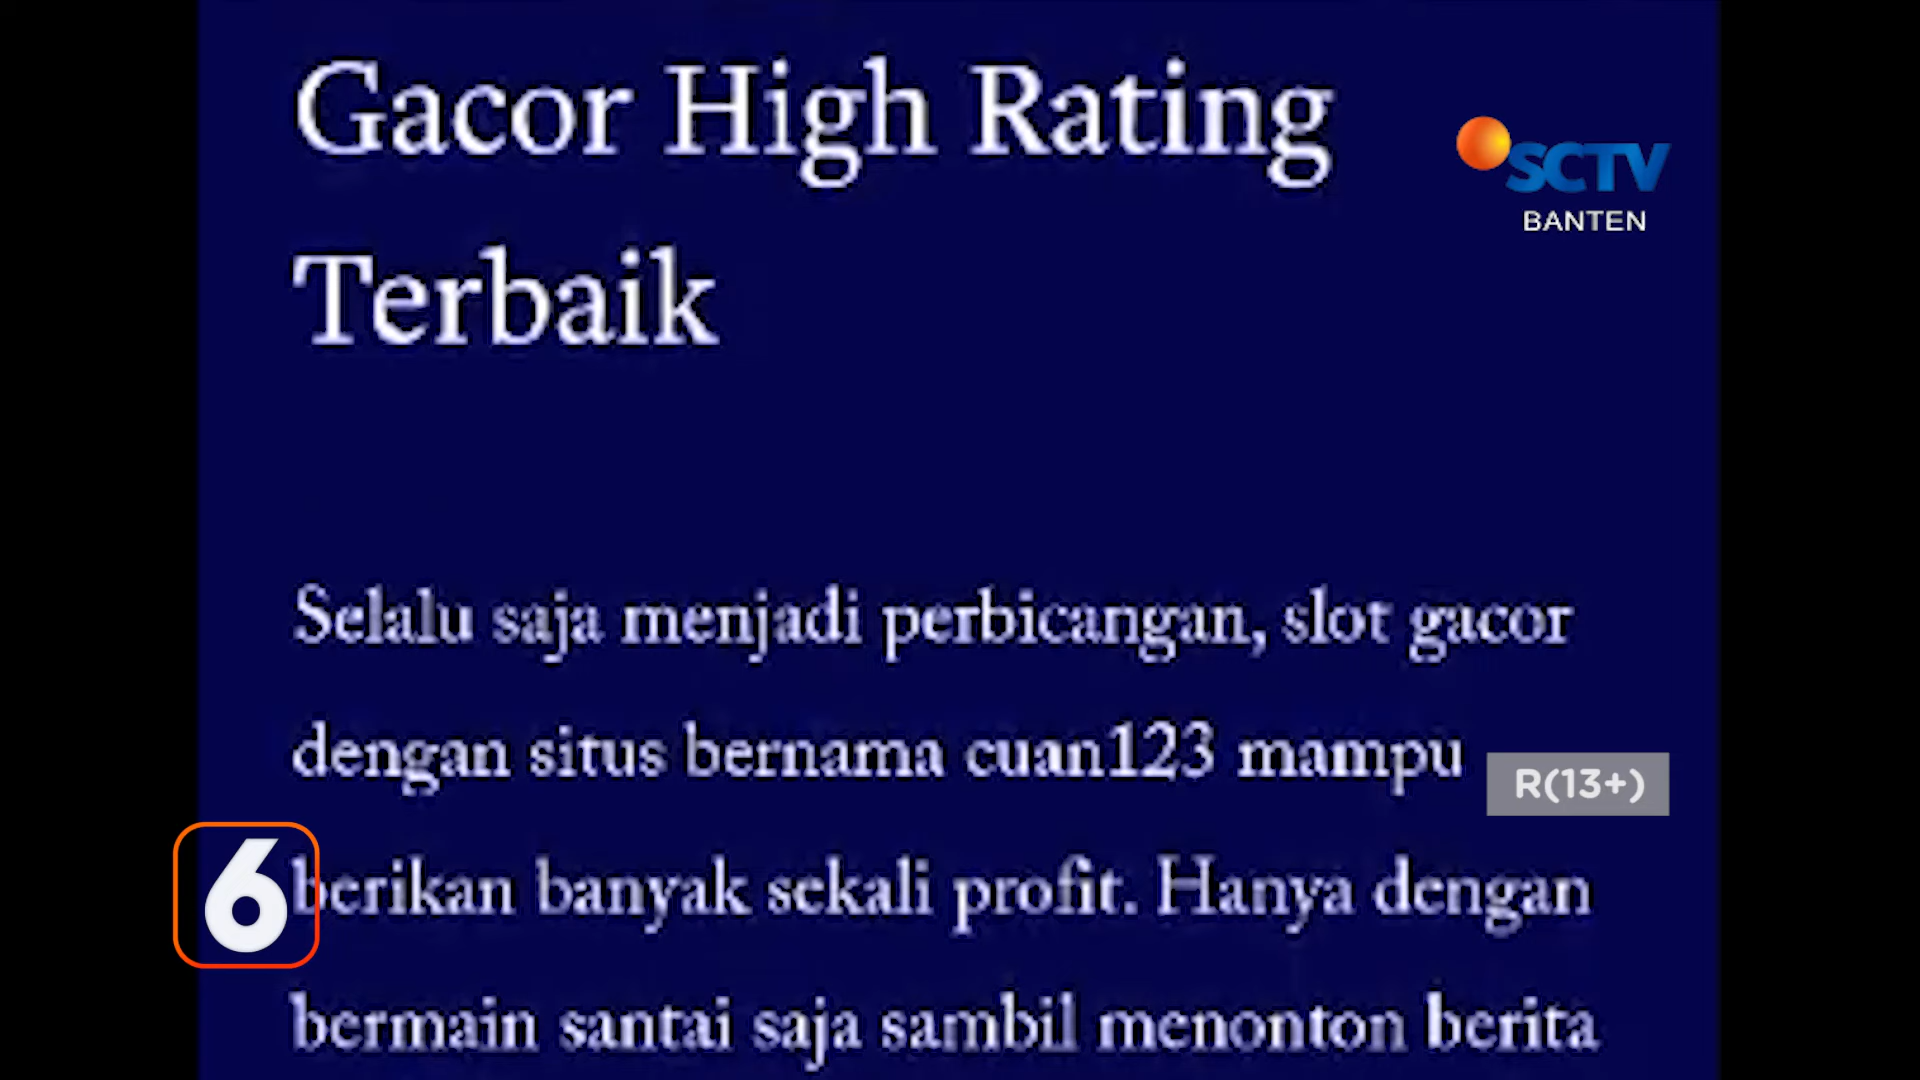 Gacor High Rating
Terbaik
SCTV
BANTEN
Selalu saja menjadi perbicangan, slot gacor
dengan situs bernama cuan123 mampu
R(13+)
berikan banyak sekali profit. Hanya dengan
6
bermain santai saja sambil menonton berita